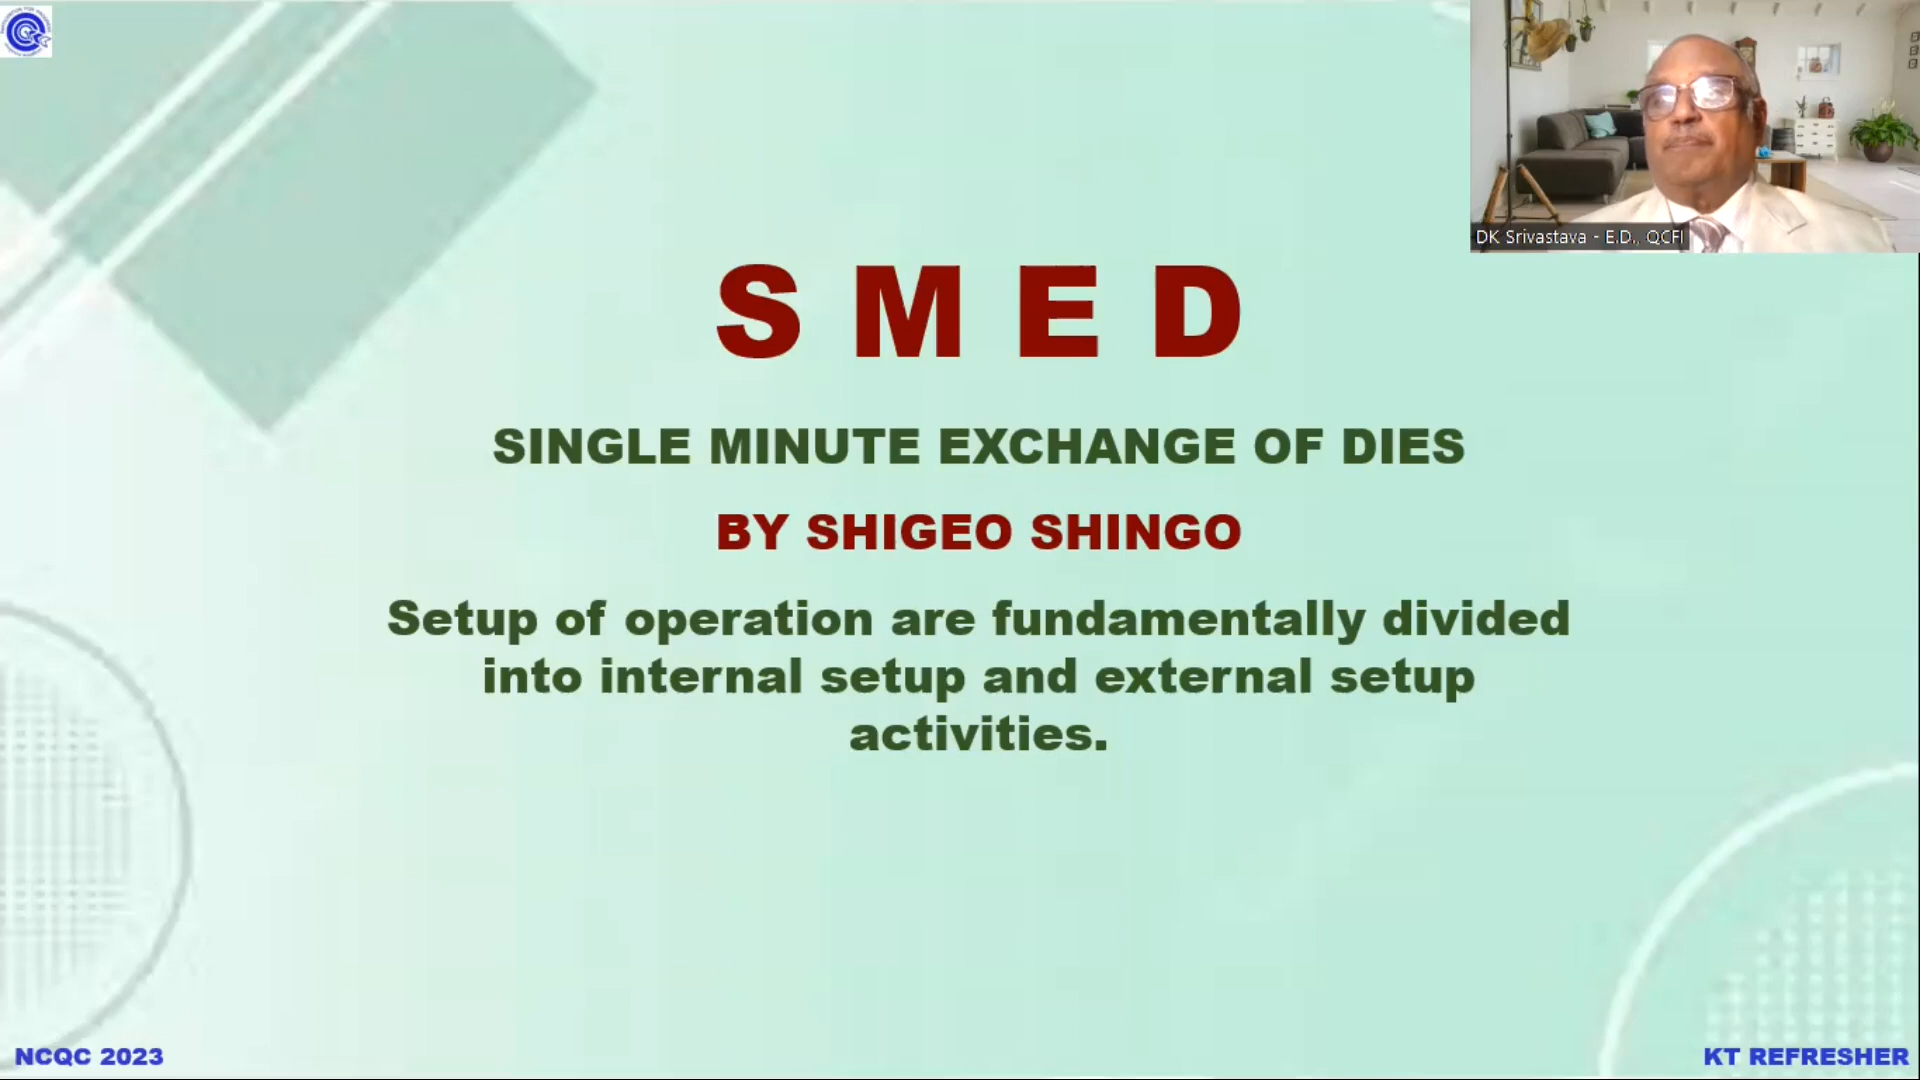 DK Srivastava - E.D., QCFI
S M E D
SINGLE MINUTE EXCHANGE OF DIES
BY SHIGEO SHINGO
Setup of operation are fundamentally divided
into internal setup and external setup
activities.
NCQC 2023
KT REFRESHER